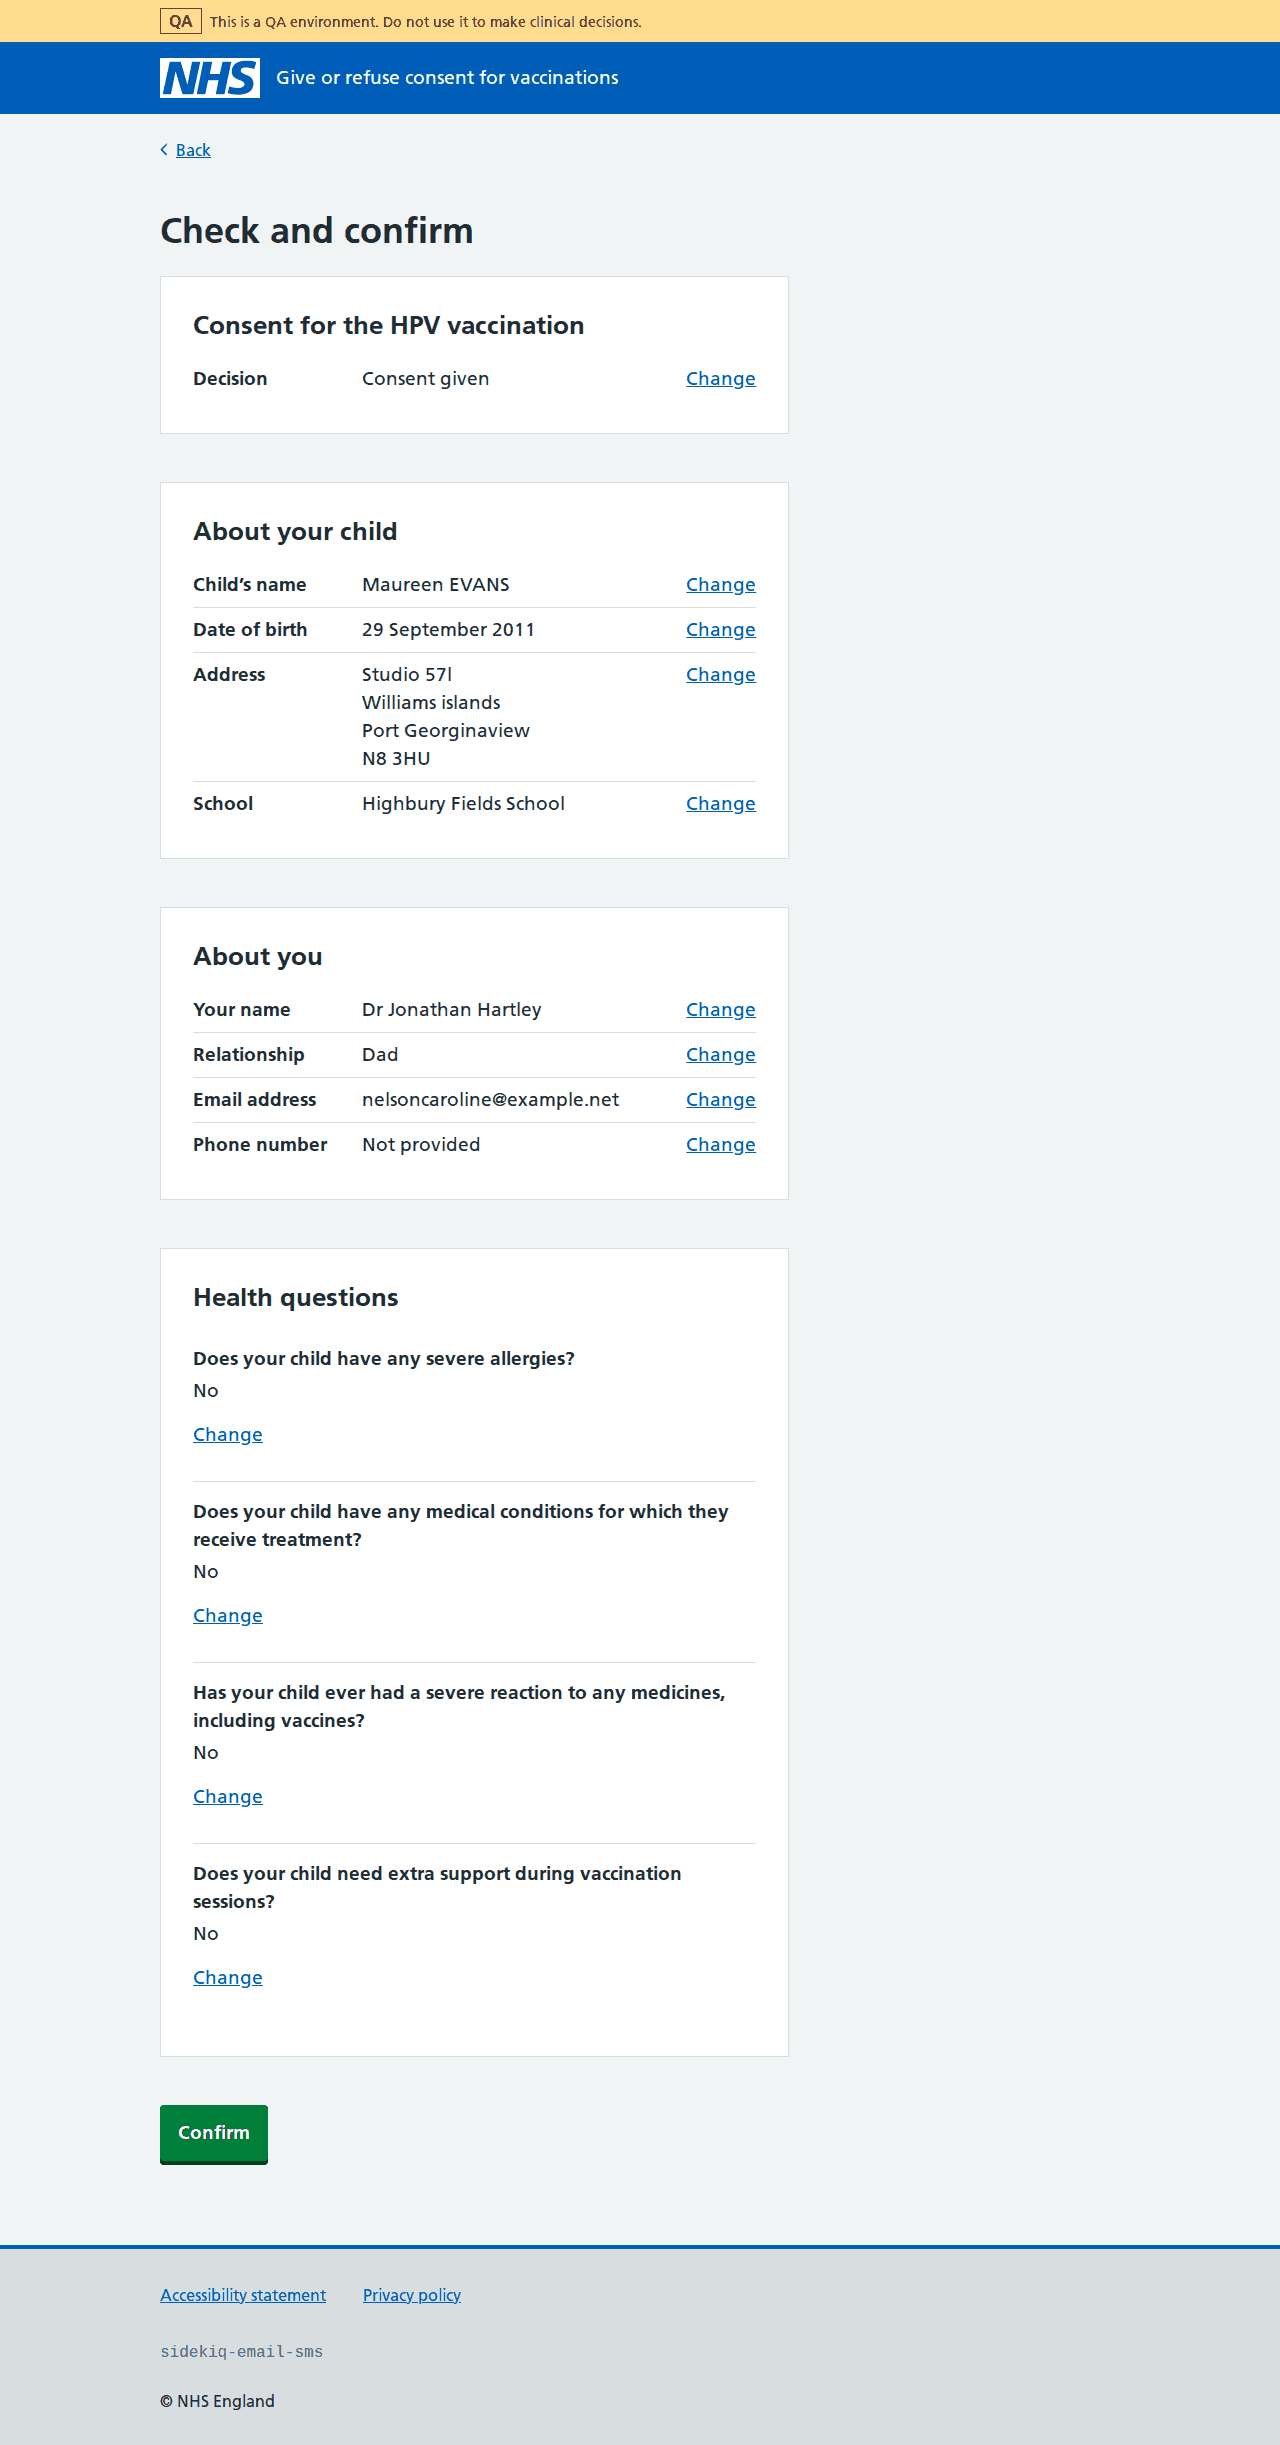 QA This is a QA environment. Do not use it to make clinical decisions.
NHS Give or refuse consent for vaccinations
Back
Check and confirm
Consent for the HPV vaccination
Decision Consent given Change
About your child
Child’s name Maureen EVANS Change
Date of birth 29 September 2011 Change
Address Studio 57l Change
Williams islands
Port Georginaview
N8 3HU
School Highbury Fields School Change
About you
Your name Dr Jonathan Hartley Change
Relationship Dad Change
Email address nelsoncaroline@example.net Change
Phone number Not provided Change
Health questions
Does your child have any severe allergies?
No
Change
Does your child have any medical conditions for which they
receive treatment?
No
Change
Has your child ever had a severe reaction to any medicines,
including vaccines?
No
Change
Does your child need extra support during vaccination
sessions?
No
Change
Confirm
Accessibility statement Privacy policy
sidekiq-email-sms
© NHS England